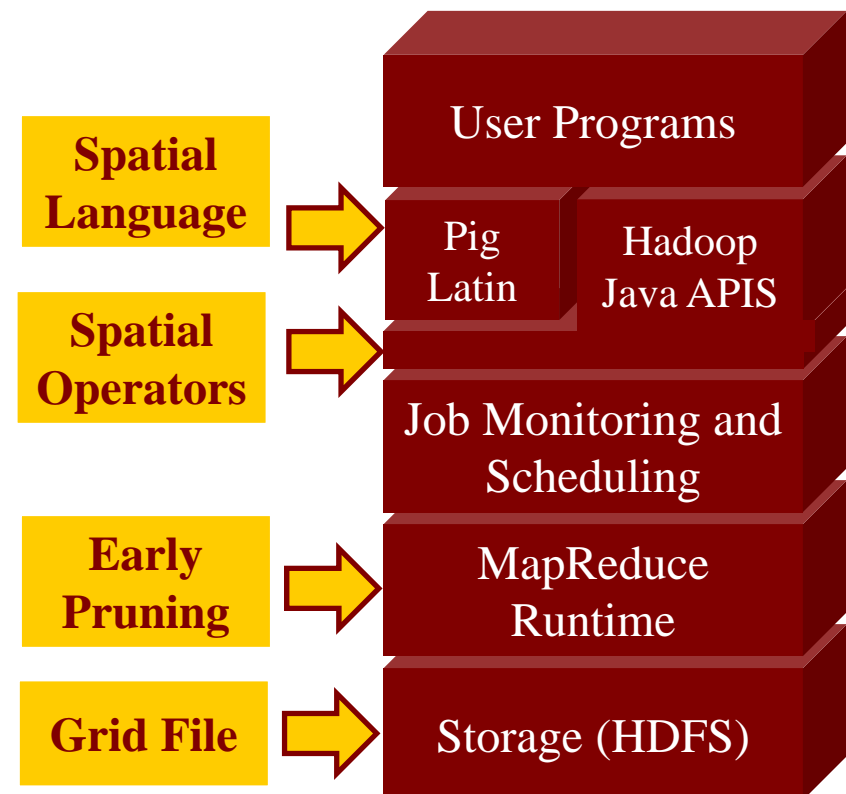 User Programs
Spatial
Language
Pig
Latin
Hadoop
Java APIS
Spatial
Operators
Job Monitoring and
Scheduling
Early
Pruning
MapReduce
Runtime
Grid File
Storage (HDFS)